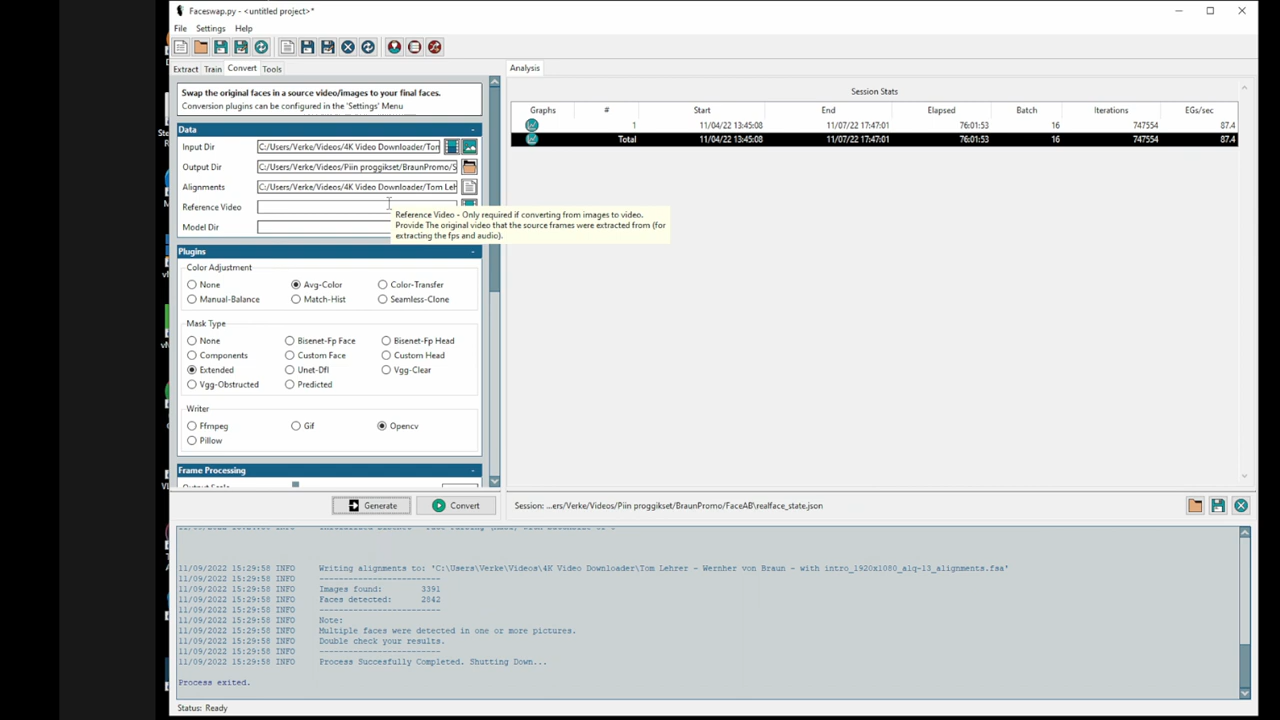 Faceswap.py - <untitled project>*
File Settings Help
Extract Train Convert Tools
Analysis
Swap the original faces in a source video/images to your final faces.
Conversion plugins can be configured in the 'Settings' Menu
Session Stats
Graphs # Start End Elapsed Batch Iterations EGs/sec
1 11/04/22 13:45:08 11/07/22 17:47:01 76:01:53 16 747554 87.4
Total 11/04/22 13:45:08 11/07/22 17:47:01 76:01:53 16 747554 87.4
Data -
Input Dir C:/Users/Verke/Videos/4K Video Downloader/Ton
Output Dir C:/Users/Verke/Videos/Piin proggikset/BraunPromo/S
Alignments C:/Users/Verke/Videos/4K Video Downloader/Tom Leh
Reference Video
Reference Video - Only required if converting from images to video.
Provide The original video that the source frames were extracted from (for
extracting the fps and audio).
Model Dir
Plugins -
Color Adjustment
None Avg-Color Color-Transfer
Manual-Balance Match-Hist Seamless-Clone
Mask Type
None Bisenet-Fp Face Bisenet-Fp Head
Components Custom Face Custom Head
Extended Unet-Dfl Vgg-Clear
Vgg-Obstructed Predicted
Writer
Ffmpeg Gif Opencv
Pillow
Frame Processing -
Generate Convert
Session: ...ers/Verke/Videos/Piin proggikset/BraunPromo/FaceAB\realface_state.json
11/09/2022 15:29:58 INFO Writing alignments to: 'C:\Users\Verke\Videos\4K Video Downloader\Tom Lehrer - Wernher von Braun - with intro_1920x1080_alq-13_alignments.fsa'
11/09/2022 15:29:58 INFO -------------------------
11/09/2022 15:29:58 INFO Images found: 3391
11/09/2022 15:29:58 INFO Faces detected: 2842
11/09/2022 15:29:58 INFO -------------------------
11/09/2022 15:29:58 INFO Note:
11/09/2022 15:29:58 INFO Multiple faces were detected in one or more pictures.
11/09/2022 15:29:58 INFO Double check your results.
11/09/2022 15:29:58 INFO -------------------------
11/09/2022 15:29:58 INFO Process Succesfully Completed. Shutting Down...
Process exited.
Status: Ready